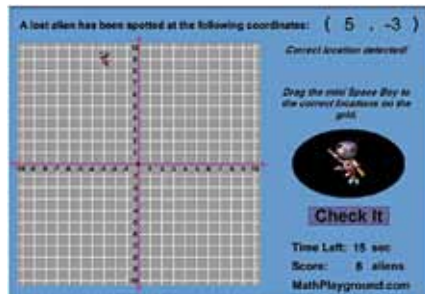 A lost alien has been spotted at the following coordinates: ( 5 , -3 )
Correct location detected!
Drag the mini Space Boy to
the correct locations on the
grid.
Check It
Time Left: 15 sec
Score: 6 aliens
MathPlayground.com